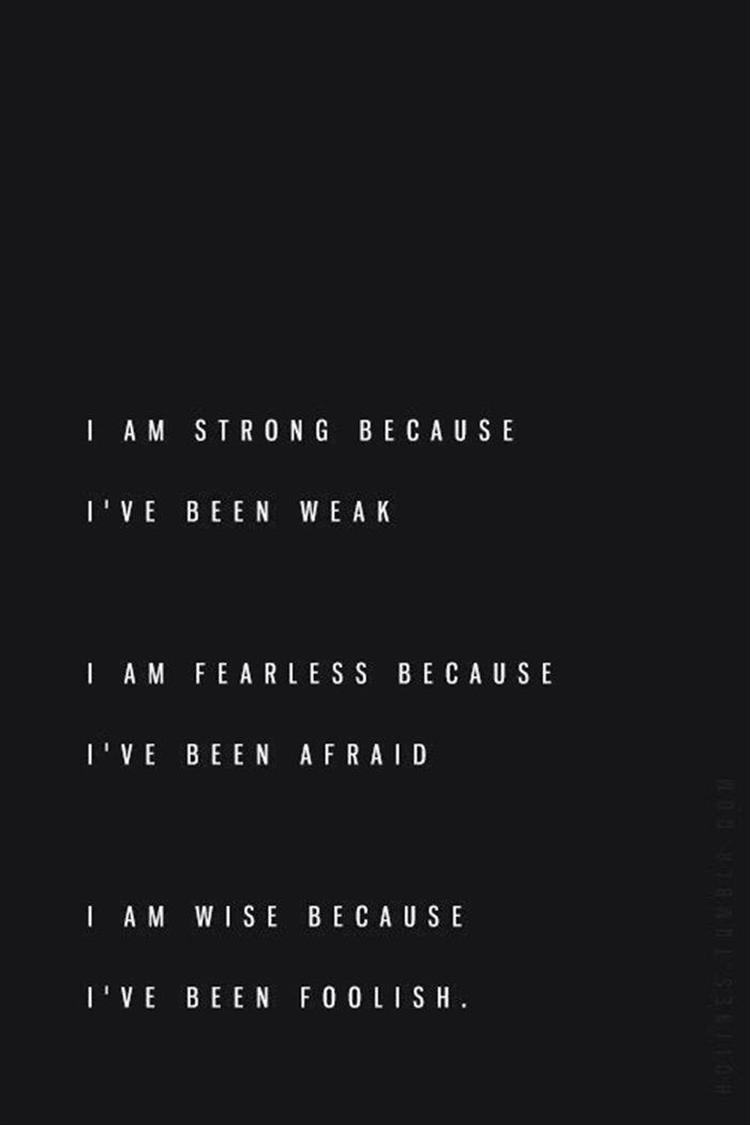 I AM STRONG BECAUSE
I'VE BEEN WEAK
I AM FEARLESS BECAUSE
I'VE BEEN AFRAID
I AM WISE BECAUSE
I'VE BEEN FOOLISH.